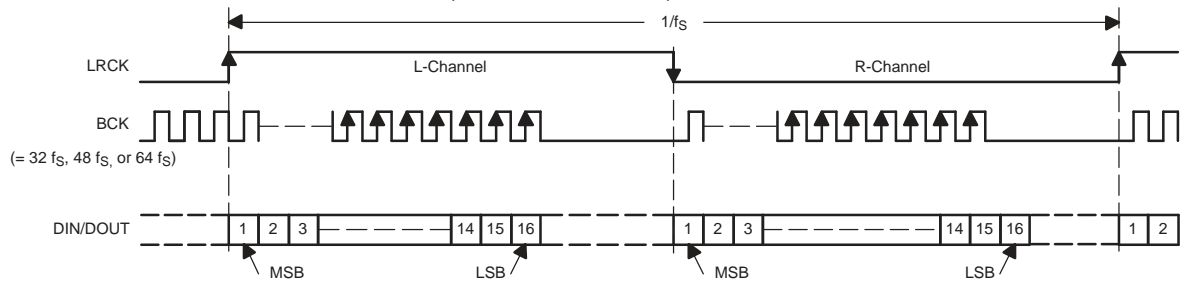 1/fS
LRCK
L-Channel
R-Channel
BCK
(= 32 fS, 48 fS, or 64 fS)
DIN/DOUT
1 2 3 14 15 16 1 2 3 14 15 16 1 2
MSB LSB MSB LSB